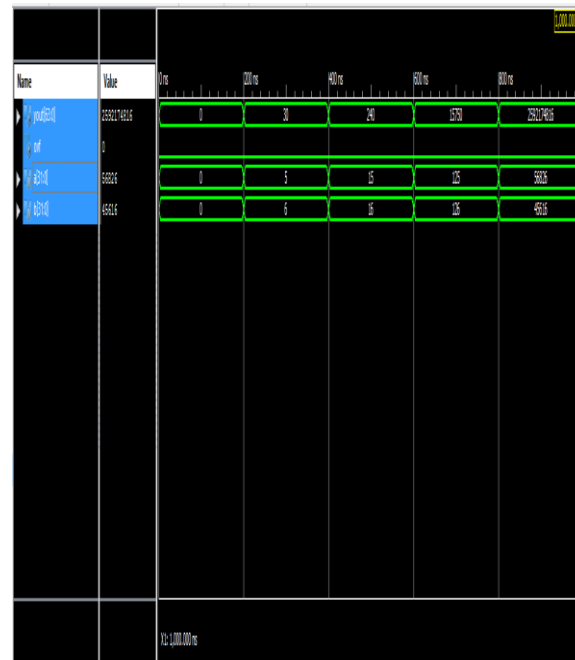 1,000.000
Name Value 0 ns 200 ns 400 ns 600 ns 800 ns
yout[63:0] 2592174816 0 30 240 15750 2592174816
ovf 0
a[31:0] 56826 0 5 15 125 56826
b[31:0] 45616 0 6 16 126 45616
X1: 1,000.000 ns